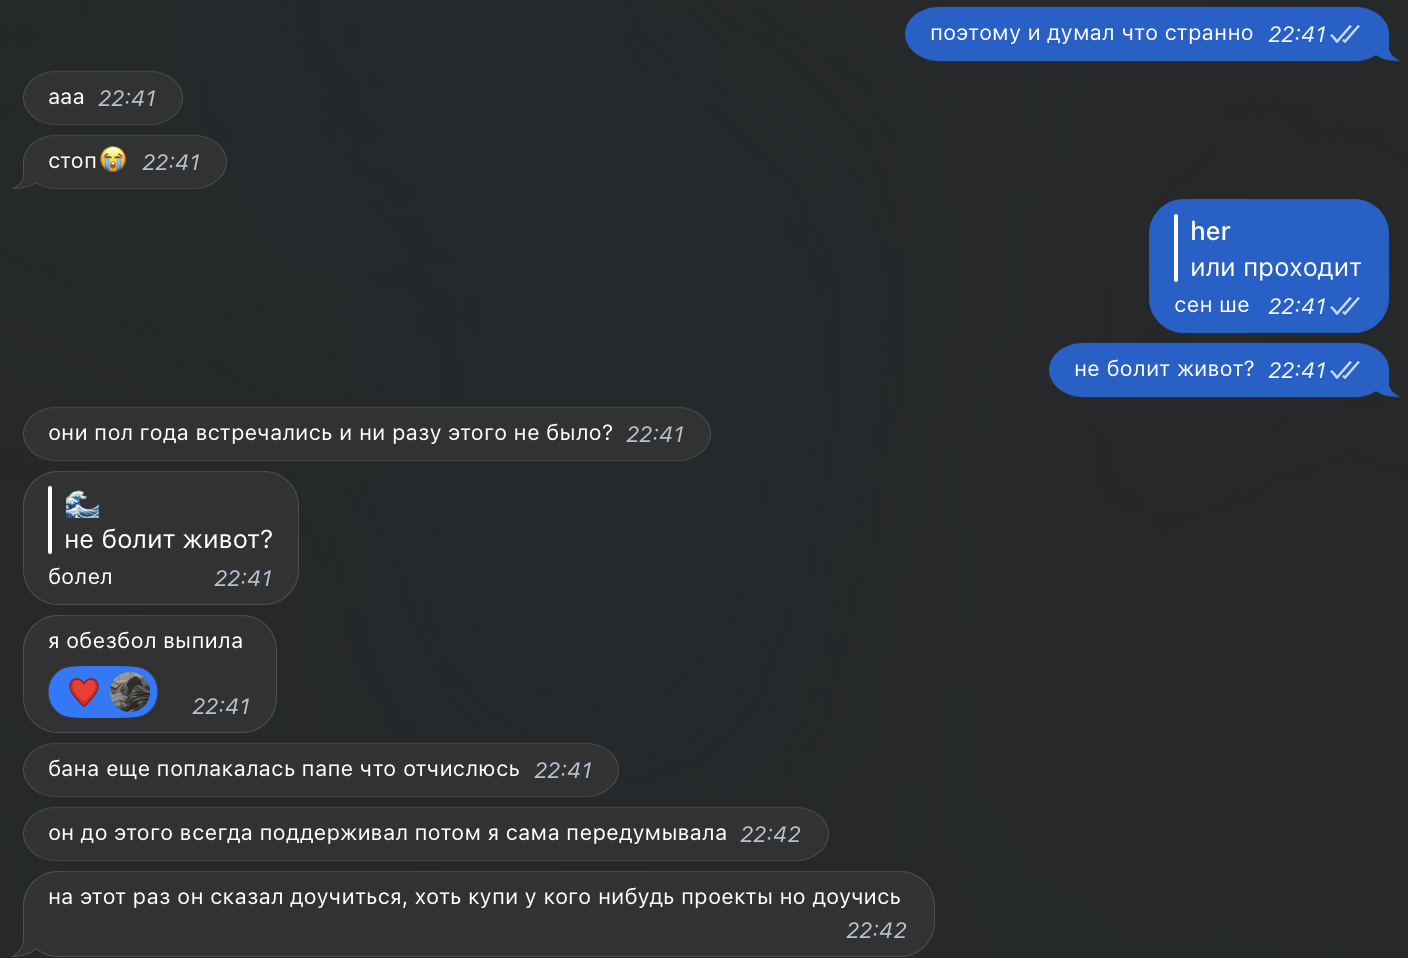 поэтому и думал что странно 22:41
ааа 22:41
стоп😭 22:41
her
или проходит
сен ше 22:41
не болит живот? 22:41
они пол года встречались и ни разу этого не было? 22:41
🌊
не болит живот?
болел 22:41
я обезбол выпила
❤️ 22:41
бана еще поплакалась папе что отчислюсь 22:41
он до этого всегда поддерживал потом я сама передумывала 22:42
на этот раз он сказал доучиться, хоть купи у кого нибудь проекты но доучись
22:42